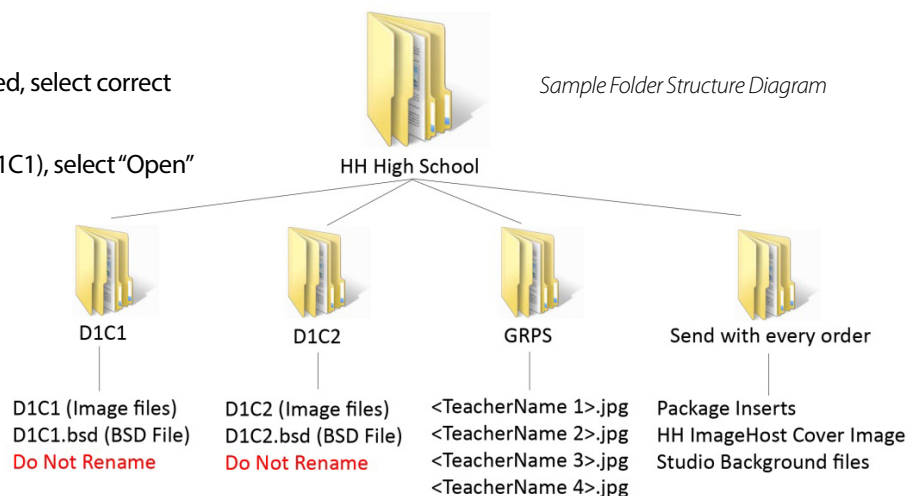 ed, select correct
Sample Folder Structure Diagram
1C1), select “Open”
HH High School
D1C1
D1C2
GRPS
Send with every order
D1C1 (Image files)
D1C1.bsd (BSD File)
Do Not Rename
D1C2 (Image files)
D1C2.bsd (BSD File)
Do Not Rename
<TeacherName 1>.jpg
<TeacherName 2>.jpg
<TeacherName 3>.jpg
<TeacherName 4>.jpg
Package Inserts
HH ImageHost Cover Image
Studio Background files